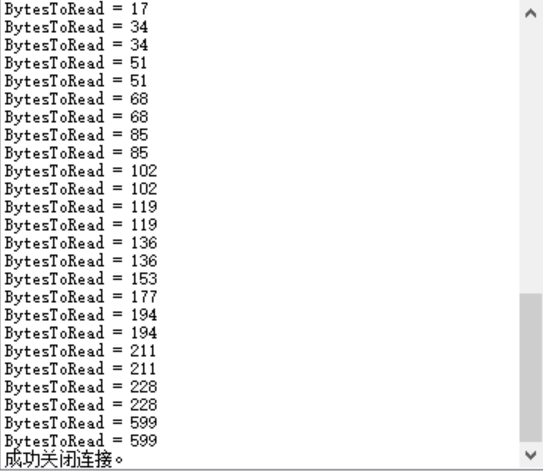 BytesToRead = 17
BytesToRead = 34
BytesToRead = 34
BytesToRead = 51
BytesToRead = 51
BytesToRead = 68
BytesToRead = 68
BytesToRead = 85
BytesToRead = 85
BytesToRead = 102
BytesToRead = 102
BytesToRead = 119
BytesToRead = 119
BytesToRead = 136
BytesToRead = 136
BytesToRead = 153
BytesToRead = 177
BytesToRead = 194
BytesToRead = 194
BytesToRead = 211
BytesToRead = 211
BytesToRead = 228
BytesToRead = 228
BytesToRead = 599
BytesToRead = 599
成功关闭连接。